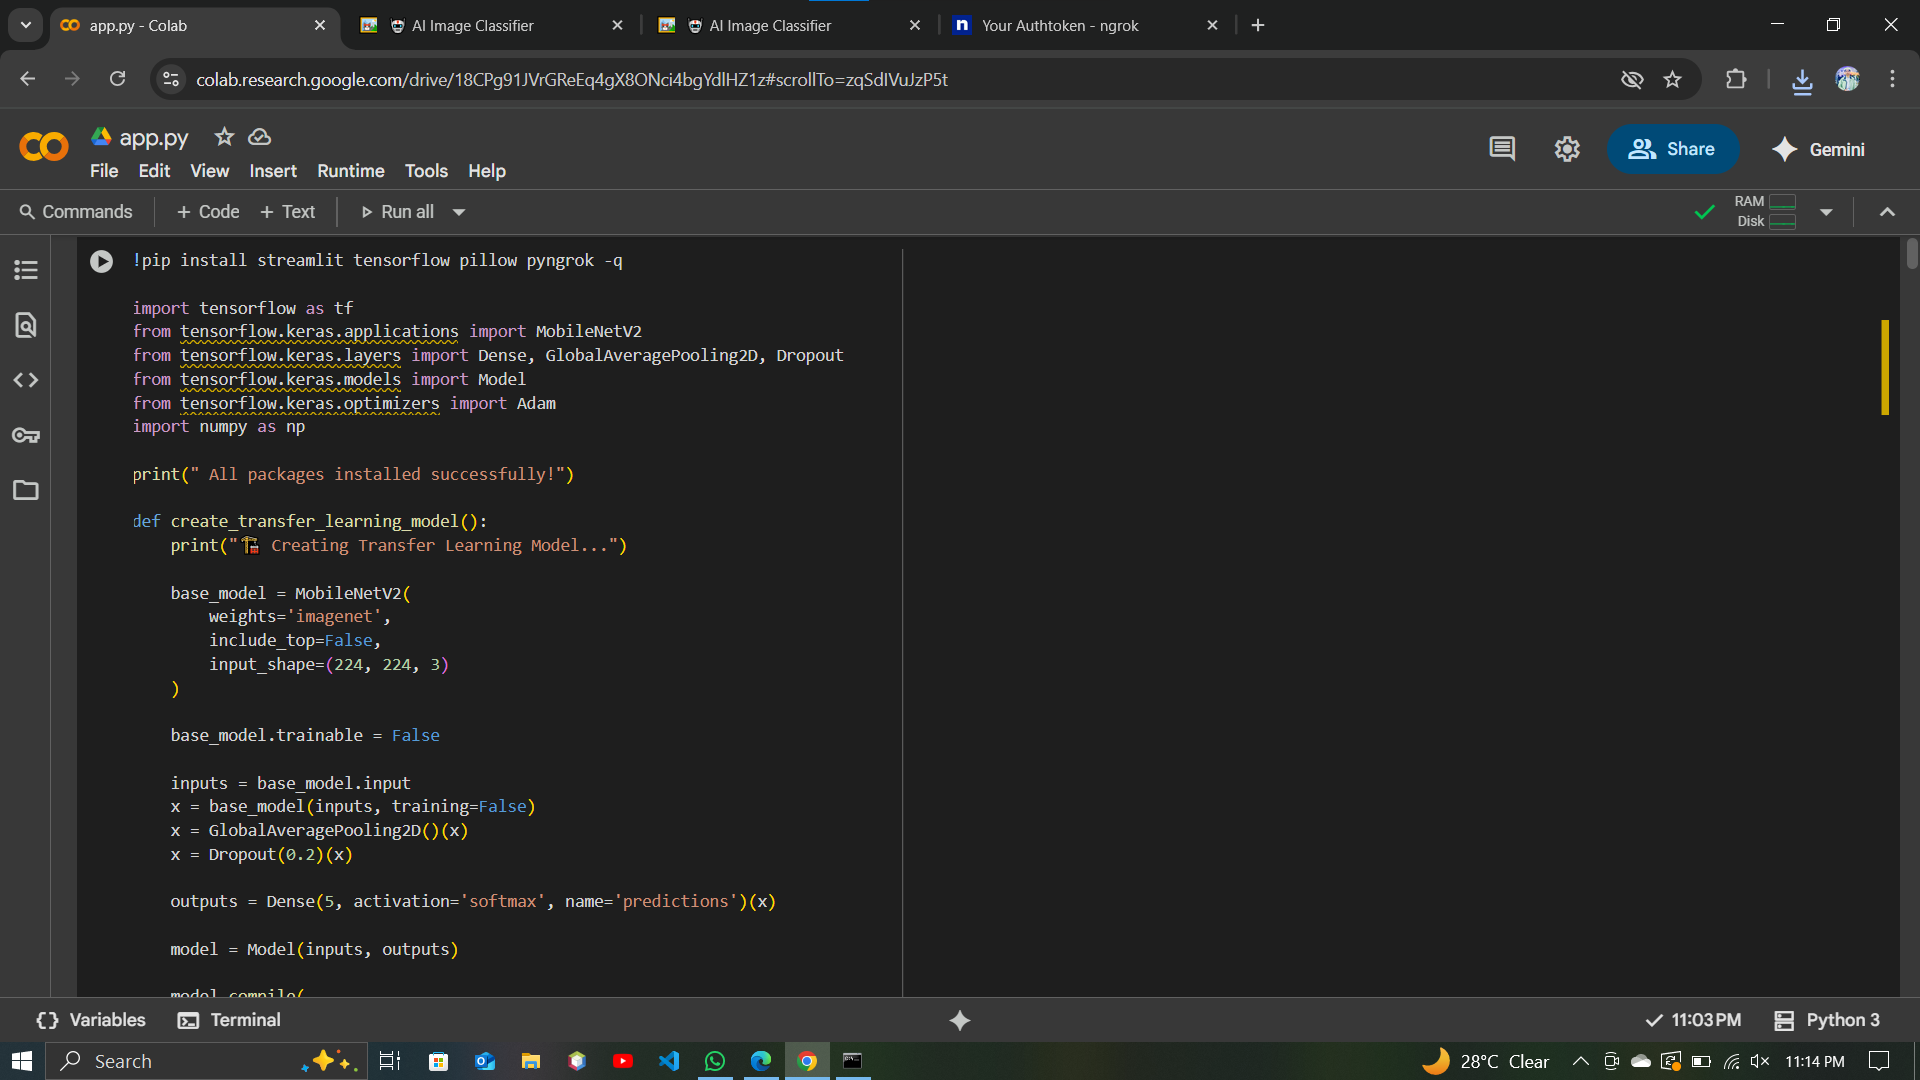 app.py - Colab
AI Image Classifier
AI Image Classifier
Your Authtoken - ngrok
colab.research.google.com/drive/18CPg91JVrGReEq4gX8ONci4bgYdlHZ1z#scrollTo=zqSdIVuJzP5t
app.py
File Edit View Insert Runtime Tools Help
Share
Gemini
Commands + Code + Text Run all
RAM
Disk
!pip install streamlit tensorflow pillow pyngrok -q
import tensorflow as tf
from tensorflow.keras.applications import MobileNetV2
from tensorflow.keras.layers import Dense, GlobalAveragePooling2D, Dropout
from tensorflow.keras.models import Model
from tensorflow.keras.optimizers import Adam
import numpy as np
print(" All packages installed successfully!")
def create_transfer_learning_model():
print("🏗 Creating Transfer Learning Model...")
base_model = MobileNetV2(
weights='imagenet',
include_top=False,
input_shape=(224, 224, 3)
)
base_model.trainable = False
inputs = base_model.input
x = base_model(inputs, training=False)
x = GlobalAveragePooling2D()(x)
x = Dropout(0.2)(x)
outputs = Dense(5, activation='softmax', name='predictions')(x)
model = Model(inputs, outputs)
model.compile(
Variables Terminal
11:03 PM Python 3
Search
28°C Clear
11:14 PM